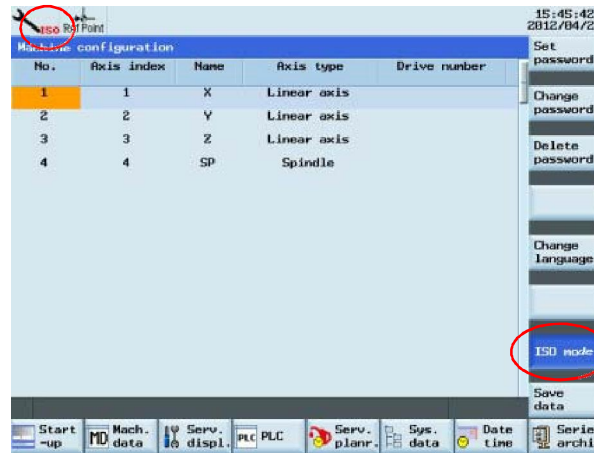 ISO Ref Point
15:45:42
2012/04/2
Machine configuration
No. Axis index Name Axis type Drive number
1 1 X Linear axis
2 2 Y Linear axis
3 3 Z Linear axis
4 4 SP Spindle
Set
password
Change
password
Delete
password
Change
language
ISO mode
Save
data
Start
-up
MD Mach.
data
Serv.
displ.
PLC PLC
Serv.
planr.
Sys.
data
Date
time
Serie
archi